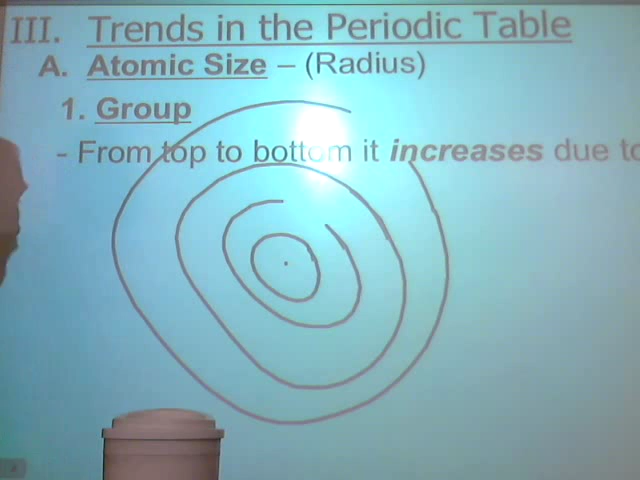 III. Trends in the Periodic Table
A. Atomic Size – (Radius)
1. Group
- From top to bottom it increases due to